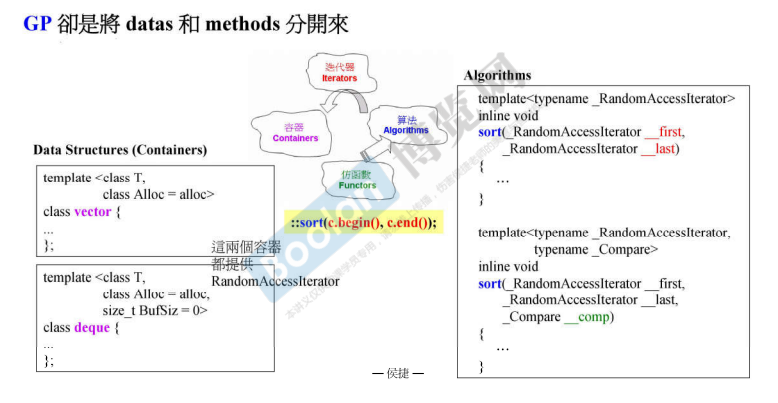 GP 卻是將 datas 和 methods 分開來
迭代器
Iterators
容器
Containers
算法
Algorithms
仿函數
Functors
::sort(c.begin(), c.end());
Data Structures (Containers)
template <class T,
class Alloc = alloc>
class vector {
...
};
這兩個容器
都提供
RandomAccessIterator
template <class T,
class Alloc = alloc,
size_t BufSiz = 0>
class deque {
...
};
Algorithms
template<typename _RandomAccessIterator>
inline void
sort(_RandomAccessIterator __first,
_RandomAccessIterator __last)
{
…
}
template<typename _RandomAccessIterator,
typename _Compare>
inline void
sort(_RandomAccessIterator __first,
_RandomAccessIterator __last,
_Compare __comp)
{
…
}
— 侯捷 —
Boolan 博览网